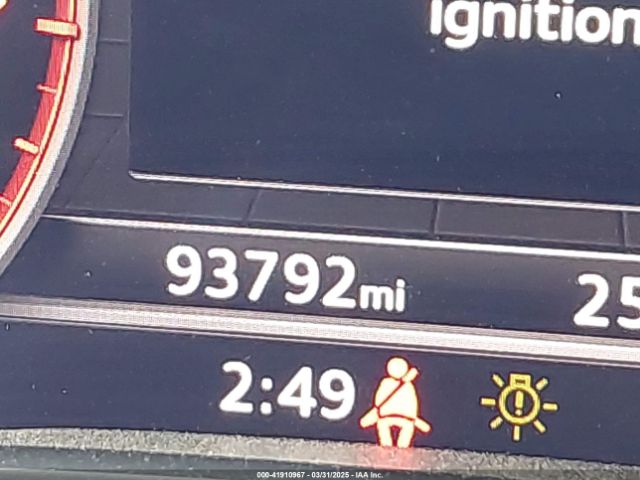 ignition
93792mi
25
2:49
000-41910967 - 03/31/2025 - IAA Inc.